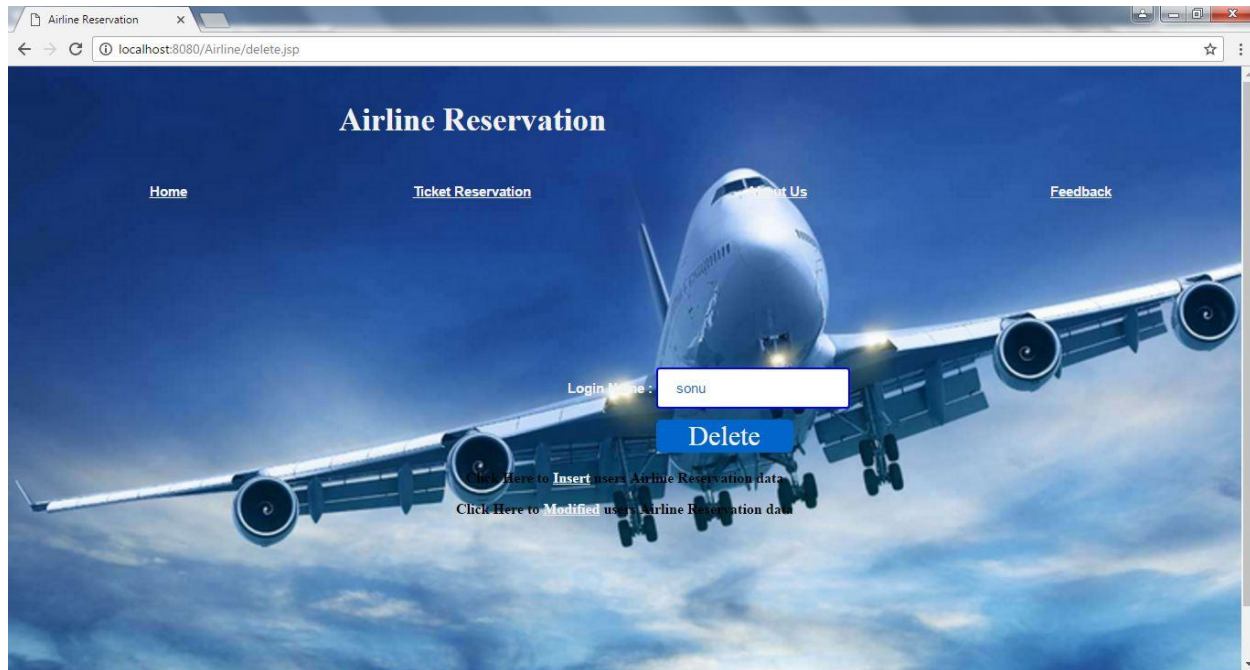 Airline Reservation
localhost:8080/Airline/delete.jsp
Airline Reservation
Home Ticket Reservation About Us Feedback
Login Name : sonu
Delete
Click Here to Insert users Airline Reservation data
Click Here to Modified users Airline Reservation data